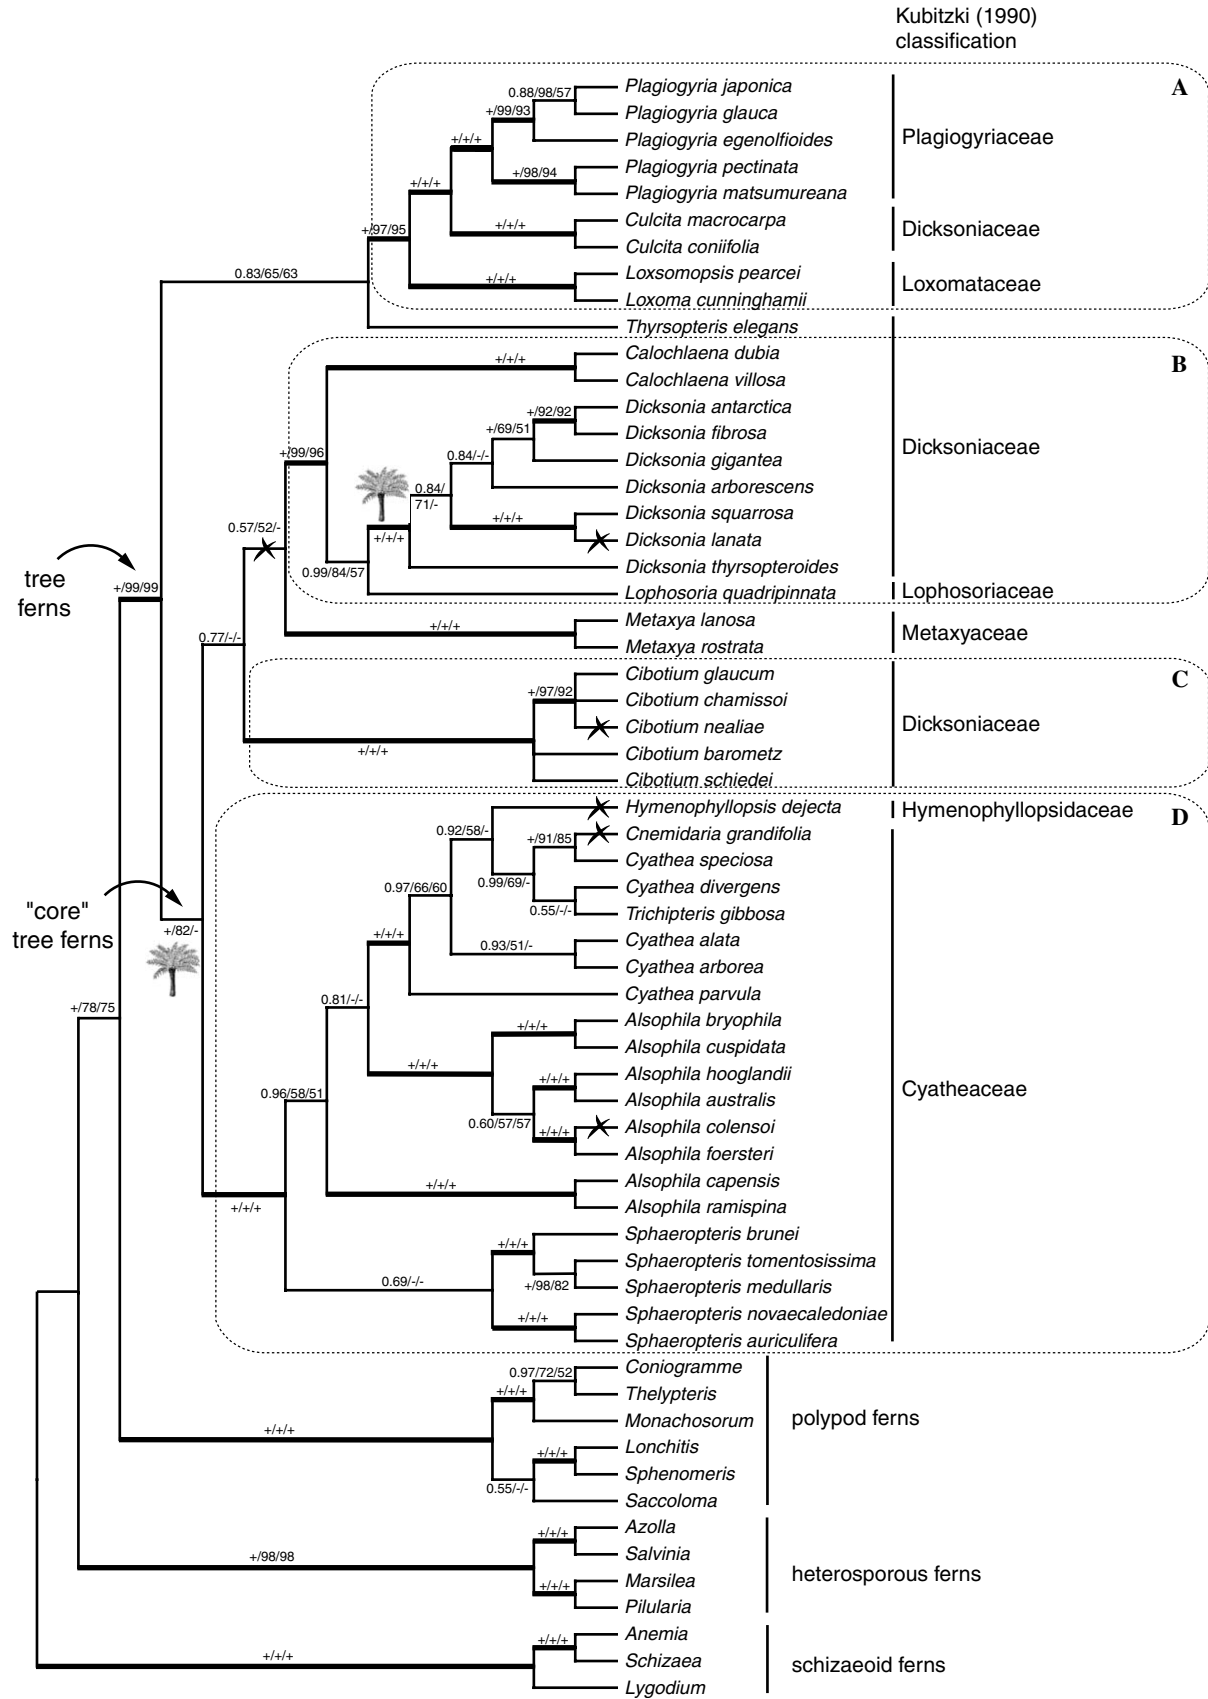 Kubitzki (1990)
classification
A
Plagiogyria japonica
0.88/98/57
Plagiogyria glauca
+/99/93
Plagiogyria egenolfioides
Plagiogyriaceae
+/+/+
Plagiogyria pectinata
+/98/94
Plagiogyria matsumureana
+/+/+
Culcita macrocarpa
+/+/+
Dicksoniaceae
+/97/95
Culcita coniifolia
Loxsomopsis pearcei
0.83/65/63
+/+/+
Loxomataceae
Loxoma cunninghamii
Thyrsopteris elegans
B
Calochlaena dubia
+/+/+
Calochlaena villosa
Dicksonia antarctica
+/92/92
Dicksonia fibrosa
+/69/51
Dicksoniaceae
+/99/96
0.84/-/-
Dicksonia gigantea
Dicksonia arborescens
0.84/
71/-
Dicksonia squarrosa
+/+/+
0.57/52/-
Dicksonia lanata
+/+/+
Dicksonia thyrsopteroides
0.99/84/57
Lophosoria quadripinnata
Lophosoriaceae
tree
ferns
+/99/99
Metaxya lanosa
+/+/+
Metaxyaceae
0.77/-/-
Metaxya rostrata
C
Cibotium glaucum
+/97/92
Cibotium chamissoi
Cibotium nealiae
Dicksoniaceae
+/+/+
Cibotium barometz
Cibotium schiedei
D
Hymenophyllopsis dejecta
Hymenophyllopsidaceae
0.92/58/-
Cnemidaria grandifolia
+/91/85
Cyathea speciosa
0.99/69/-
0.97/66/60
Cyathea divergens
0.55/-/-
Trichipteris gibbosa
"core"
tree ferns
+/82/-
+/+/+
Cyathea alata
0.93/51/-
Cyathea arborea
Cyathea parvula
0.81/-/-
+/78/75
Alsophila bryophila
+/+/+
Alsophila cuspidata
+/+/+
Alsophila hooglandii
+/+/+
Alsophila australis
Cyatheaceae
0.96/58/51
0.60/57/57
Alsophila colensoi
+/+/+
Alsophila foersteri
Alsophila capensis
+/+/+
Alsophila ramispina
+/+/+
Sphaeropteris brunei
+/+/+
Sphaeropteris tomentosissima
+/98/82
Sphaeropteris medullaris
0.69/-/-
Sphaeropteris novaecaledoniae
+/+/+
Sphaeropteris auriculifera
Coniogramme
0.97/72/52
Thelypteris
+/+/+
Monachosorum
polypod ferns
+/+/+
Lonchitis
+/+/+
Sphenomeris
0.55/-/-
Saccoloma
Azolla
+/+/+
Salvinia
+/98/98
heterosporous ferns
Marsilea
+/+/+
Pilularia
Anemia
+/+/+
Schizaea
+/+/+
schizaeoid ferns
Lygodium